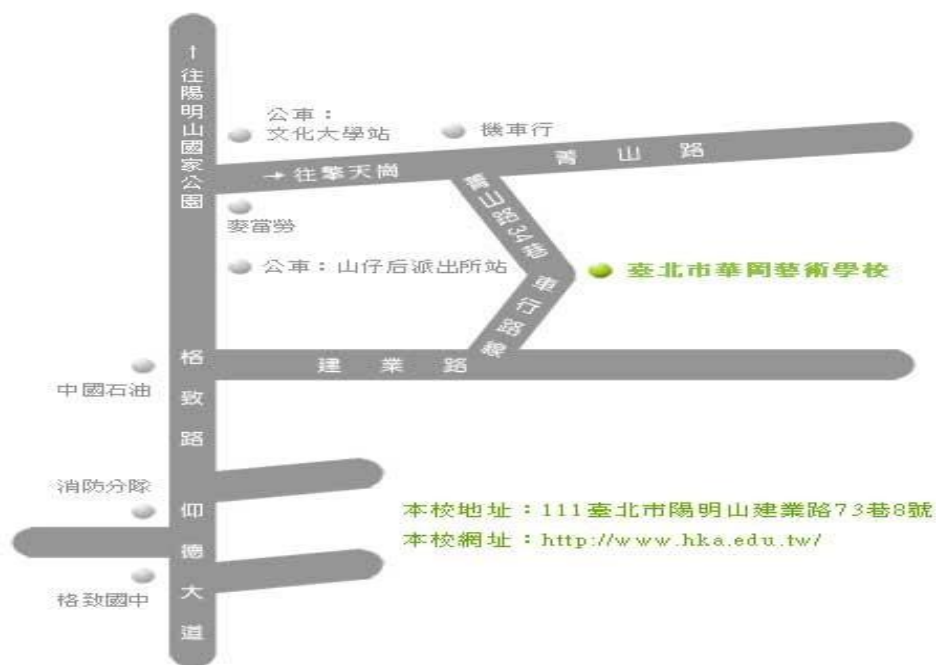 ↑往陽明山國家公園
公車：
文化大學站
機車行
→往擎天崗
菁山路
菁山路34巷
麥當勞
公車：山仔后派出所站
車行路線
臺北市華岡藝術學校
建業路
格致路
中國石油
消防分隊
仰德大道
本校地址：111臺北市陽明山建業路73巷8號
本校網址：http://www.hka.edu.tw/
格致國中